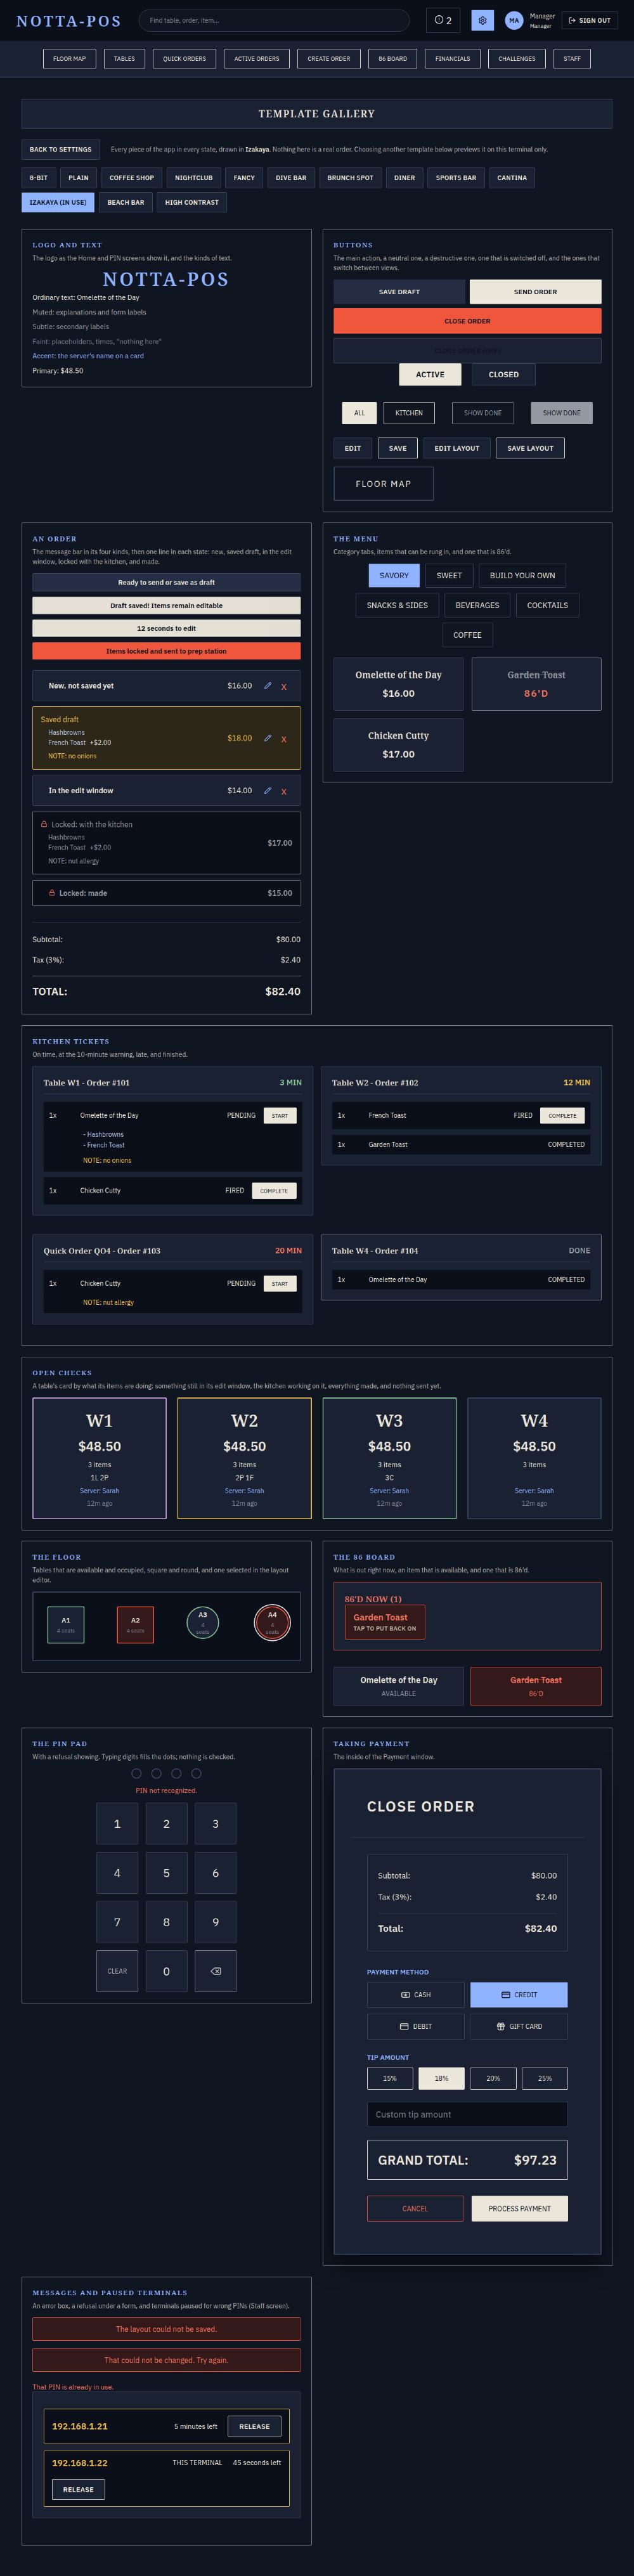 NOTTA-POS
Find table, order, item...
2
MA
Manager
Manager
SIGN OUT
FLOOR MAP
TABLES
QUICK ORDERS
ACTIVE ORDERS
CREATE ORDER
86 BOARD
FINANCIALS
CHALLENGES
STAFF
TEMPLATE GALLERY
BACK TO SETTINGS
Every piece of the app in every state, drawn in Izakaya. Nothing here is a real order. Choosing another template below previews it on this terminal only.
8-BIT
PLAIN
COFFEE SHOP
NIGHTCLUB
FANCY
DIVE BAR
BRUNCH SPOT
DINER
SPORTS BAR
CANTINA
IZAKAYA (IN USE)
BEACH BAR
HIGH CONTRAST
LOGO AND TEXT
The logo as the Home and PIN screens show it, and the kinds of text.
NOTTA-POS
Ordinary text: Omelette of the Day
Muted: explanations and form labels
Subtle: secondary labels
Faint: placeholders, times, "nothing here"
Accent: the server's name on a card
Primary: $48.50
BUTTONS
The main action, a neutral one, a destructive one, one that is switched off, and the ones that
switch between views.
SAVE DRAFT
SEND ORDER
CLOSE ORDER
ACTIVE
CLOSED
ALL
KITCHEN
SHOW DONE
SHOW DONE
EDIT
SAVE
EDIT LAYOUT
SAVE LAYOUT
FLOOR MAP
AN ORDER
The message bar in its four kinds, then one line in each state: new, saved draft, in the edit
window, locked with the kitchen, and made.
Ready to send or save as draft
Draft saved! Items remain editable
12 seconds to edit
Items locked and sent to prep station
New, not saved yet
$16.00
X
Saved draft
Hashbrowns
French Toast +$2.00
NOTE: no onions
$18.00
X
In the edit window
$14.00
X
Locked: with the kitchen
Hashbrowns
French Toast +$2.00
NOTE: nut allergy
$17.00
Locked: made
$15.00
Subtotal:
$80.00
Tax (3%):
$2.40
TOTAL:
$82.40
THE MENU
Category tabs, items that can be rung in, and one that is 86'd.
SAVORY
SWEET
BUILD YOUR OWN
SNACKS & SIDES
BEVERAGES
COCKTAILS
COFFEE
Omelette of the Day
$16.00
Garden Toast
86'D
Chicken Cutty
$17.00
KITCHEN TICKETS
On time, at the 10-minute warning, late, and finished.
Table W1 - Order #101
3 MIN
1x
Omelette of the Day
PENDING
START
- Hashbrowns
- French Toast
NOTE: no onions
1x
Chicken Cutty
FIRED
COMPLETE
Table W2 - Order #102
12 MIN
1x
French Toast
FIRED
COMPLETE
1x
Garden Toast
COMPLETED
Quick Order QO4 - Order #103
20 MIN
1x
Chicken Cutty
PENDING
START
NOTE: nut allergy
Table W4 - Order #104
DONE
1x
Omelette of the Day
COMPLETED
OPEN CHECKS
A table's card by what its items are doing: something still in its edit window, the kitchen working on it, everything made, and nothing sent yet.
W1
$48.50
3 items
1L 2P
Server: Sarah
12m ago
W2
$48.50
3 items
2P 1F
Server: Sarah
12m ago
W3
$48.50
3 items
3C
Server: Sarah
12m ago
W4
$48.50
3 items
Server: Sarah
12m ago
THE FLOOR
Tables that are available and occupied, square and round, and one selected in the layout
editor.
A1
4 seats
A2
4 seats
A3
4
seats
A4
4
seats
THE 86 BOARD
What is out right now, an item that is available, and one that is 86'd.
86'D NOW (1)
Garden Toast
TAP TO PUT BACK ON
Omelette of the Day
AVAILABLE
Garden Toast
86'D
THE PIN PAD
With a refusal showing. Typing digits fills the dots; nothing is checked.
PIN not recognized.
1
2
3
4
5
6
7
8
9
CLEAR
0
TAKING PAYMENT
The inside of the Payment window.
CLOSE ORDER
Subtotal:
$80.00
Tax (3%):
$2.40
Total:
$82.40
PAYMENT METHOD
CASH
CREDIT
DEBIT
GIFT CARD
TIP AMOUNT
15%
18%
20%
25%
Custom tip amount
GRAND TOTAL:
$97.23
CANCEL
PROCESS PAYMENT
MESSAGES AND PAUSED TERMINALS
An error box, a refusal under a form, and terminals paused for wrong PINs (Staff screen).
The layout could not be saved.
That could not be changed. Try again.
That PIN is already in use.
192.168.1.21
5 minutes left
RELEASE
192.168.1.22
THIS TERMINAL
45 seconds left
RELEASE